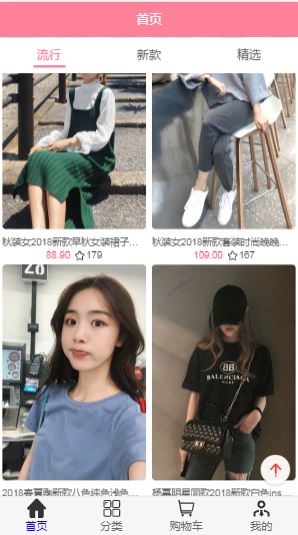 首页
流行 新款 精选
秋装女2018新款早秋女装裙子…
88.90 179
秋装女2018新款套装时尚晚晚…
109.00 167
28
BB
BALENCIAGA
2018春夏季新款八色纯色浅色…
杨幂明星同款2018新款白色ins…
首页 分类 购物车 我的